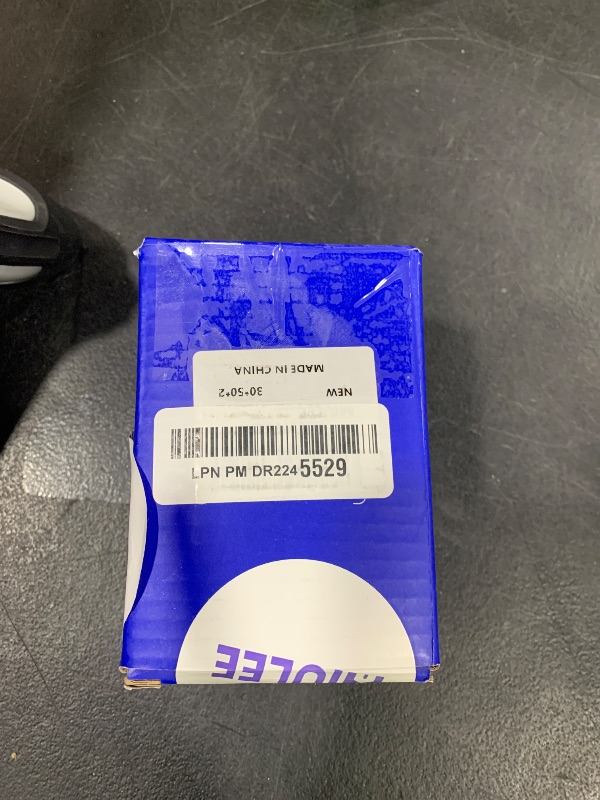 MADE IN CHINA
NEW 30*50*2
LPN PM DR2245529